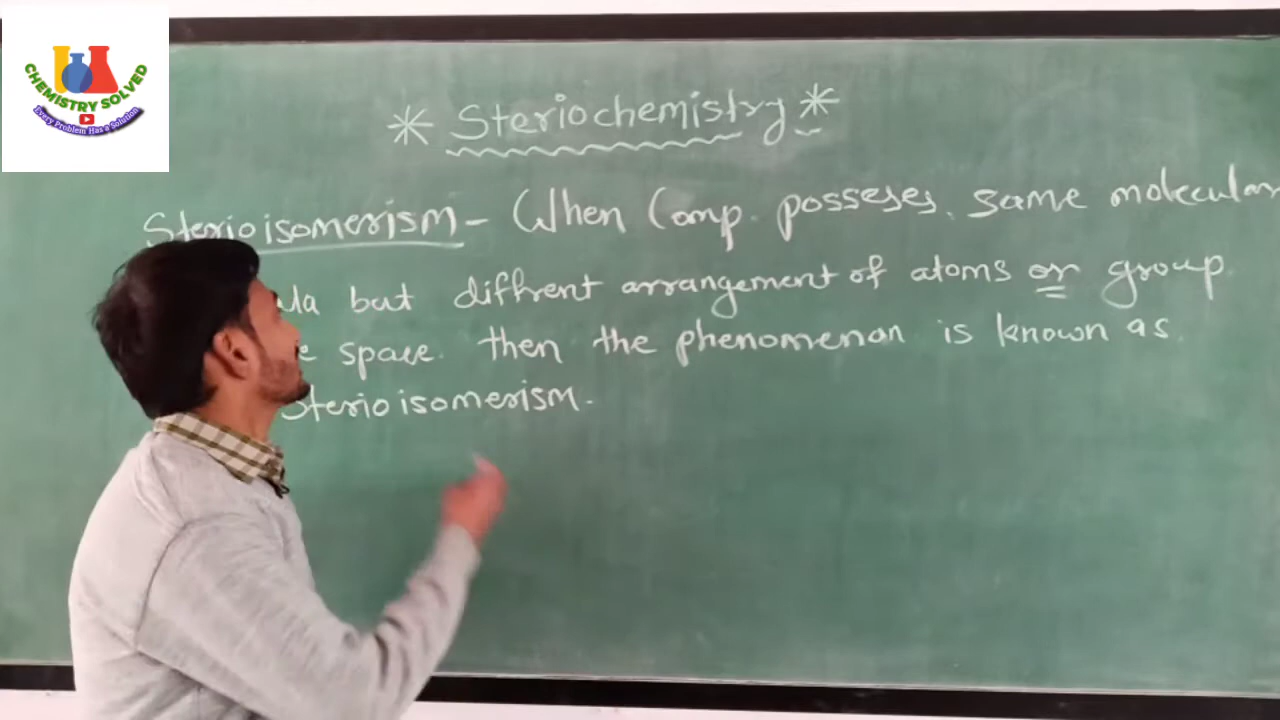 CHEMISTRY SOLVED
Every Problem Has a Solution
* Steriochemistry *
Sterioisomerism - When Comp. posseses. same molecular
but diffrent arrangement of atoms or group
space. then the phenomenon is known as.
Sterioisomerism.